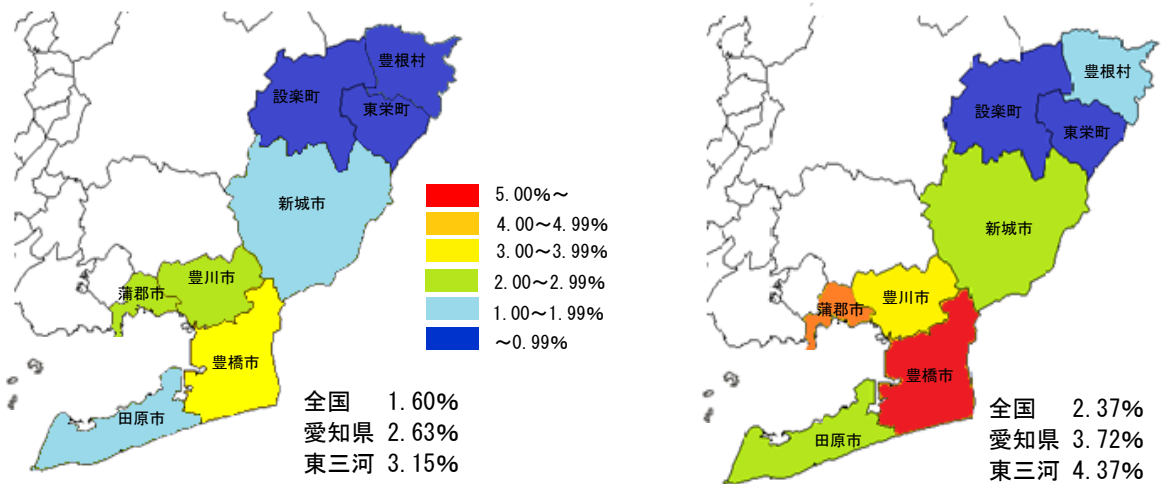 豊根村
設楽町
東栄町
新城市
豊川市
蒲郡市
豊橋市
田原市
全国 1.60%
愛知県 2.63%
東三河 3.15%
5.00%～
4.00～4.99%
3.00～3.99%
2.00～2.99%
1.00～1.99%
～0.99%
豊根村
設楽町
東栄町
新城市
豊川市
蒲郡市
豊橋市
田原市
全国 2.37%
愛知県 3.72%
東三河 4.37%